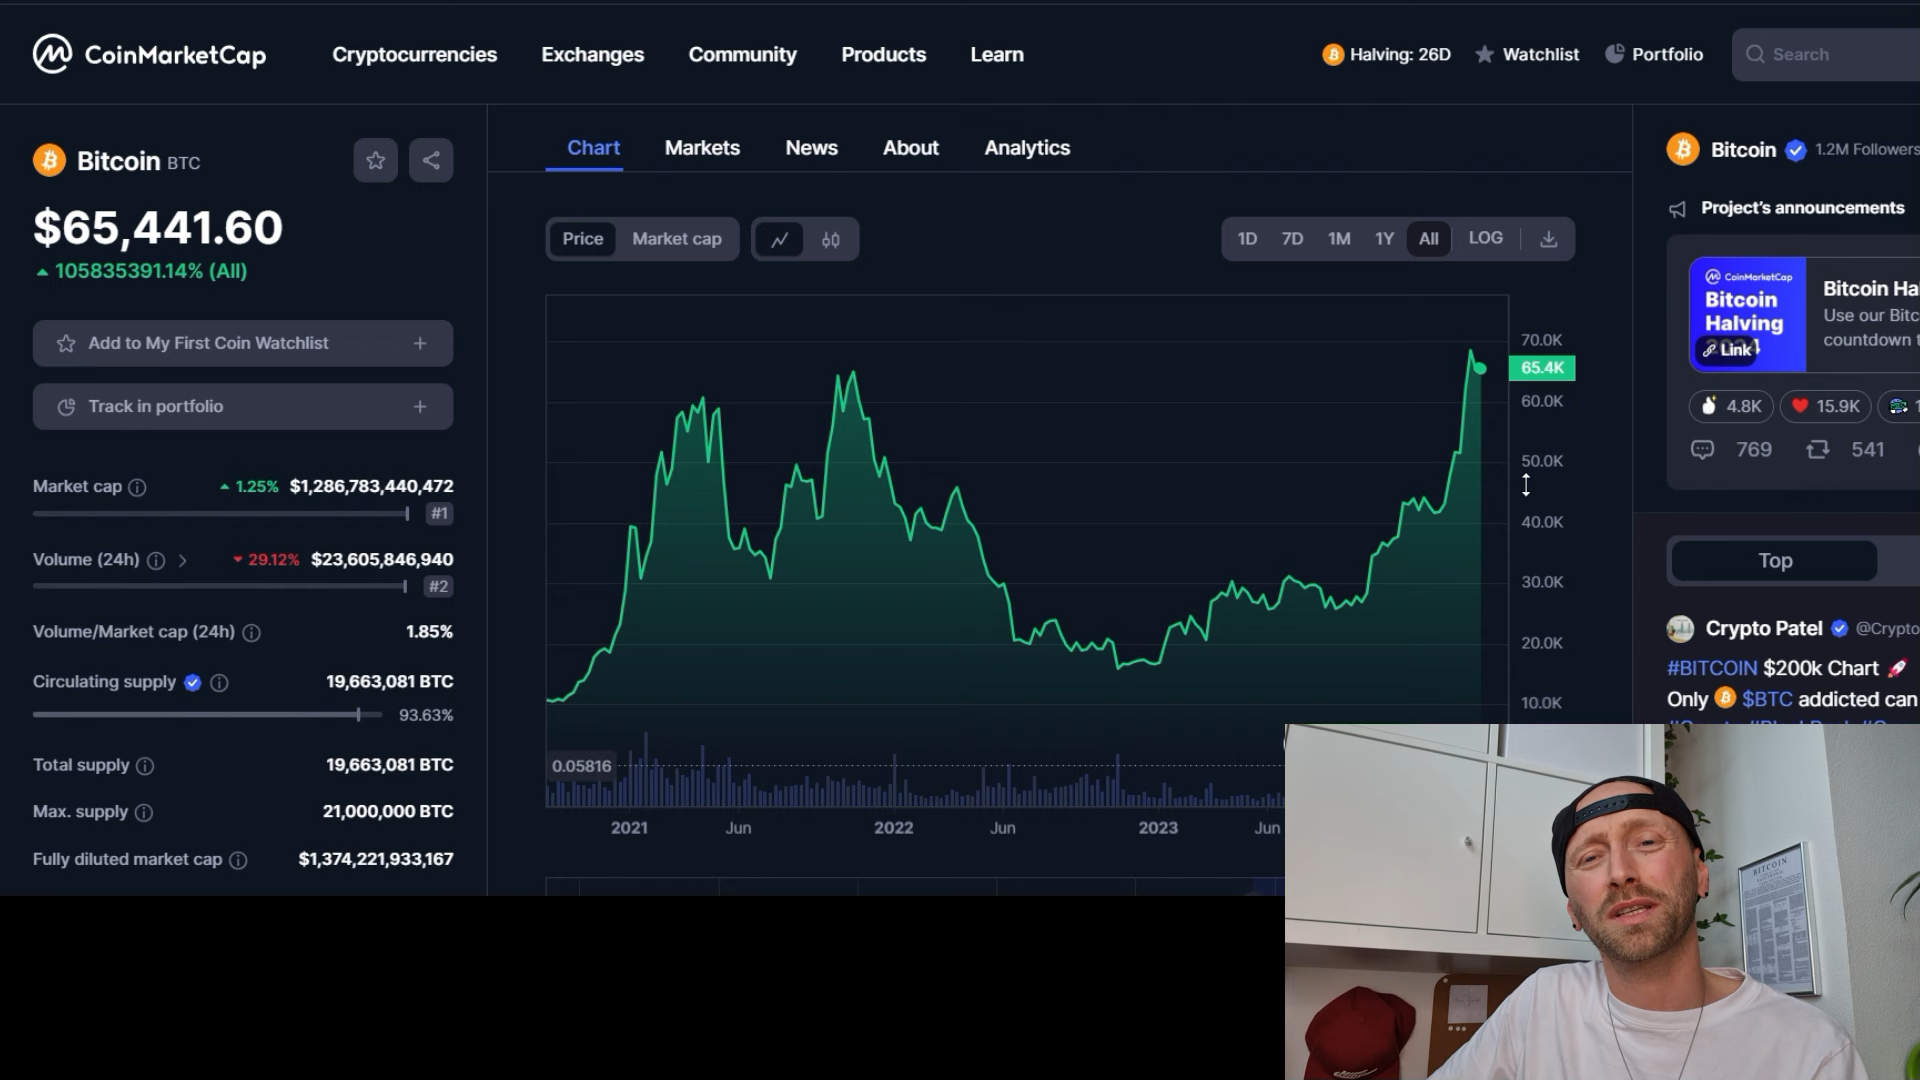 CoinMarketCap
Cryptocurrencies Exchanges Community Products Learn
Halving: 26D Watchlist Portfolio Search
Bitcoin BTC
$65,441.60
105835391.14% (All)
Add to My First Coin Watchlist +
Track in portfolio +
Market cap 1.25% $1,286,783,440,472
#1
Volume (24h) 29.12% $23,605,846,940
#2
Volume/Market cap (24h) 1.85%
Circulating supply 19,663,081 BTC
93.63%
Total supply 19,663,081 BTC
Max. supply 21,000,000 BTC
Fully diluted market cap $1,374,221,933,167
Chart Markets News About Analytics
Price Market cap
1D 7D 1M 1Y All LOG
70.0K
65.4K
60.0K
50.0K
40.0K
30.0K
20.0K
10.0K
0.05816
2021 Jun 2022 Jun 2023 Jun
Bitcoin 1.2M Followers
Project's announcements
CoinMarketCap
Bitcoin
Halving
Link
Bitcoin Ha
Use our Bitc
countdown
4.8K 15.9K
769 541
Top
Crypto Patel @Crypto
#BITCOIN $200k Chart
Only $BTC addicted can
BITCOIN